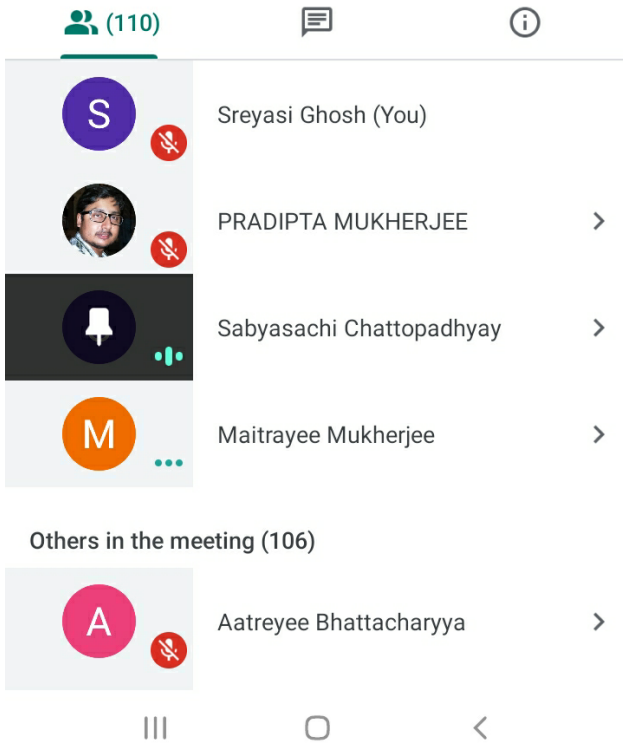 (110)
S
Sreyasi Ghosh (You)
PRADIPTA MUKHERJEE
Sabyasachi Chattopadhyay
M
Maitrayee Mukherjee
Others in the meeting (106)
A
Aatreyee Bhattacharyya